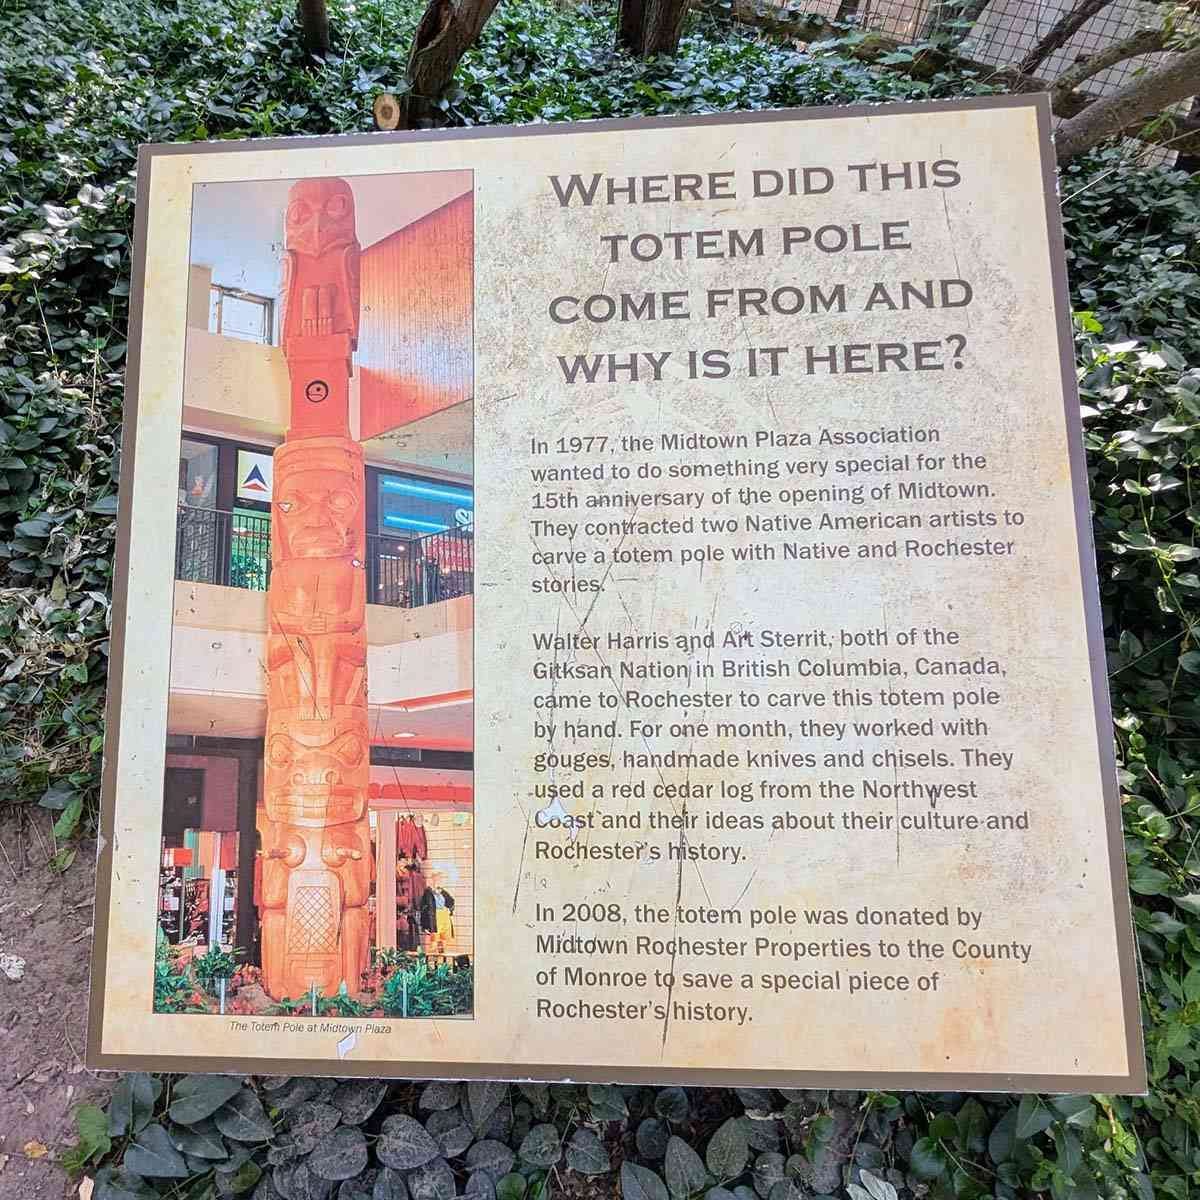 WHERE DID THIS
TOTEM POLE
COME FROM AND
WHY IS IT HERE?
In 1977, the Midtown Plaza Association
wanted to do something very special for the
15th anniversary of the opening of Midtown.
They contracted two Native American artists to
carve a totem pole with Native and Rochester
stories.
Walter Harris and Art Sterrit, both of the
Gitksan Nation in British Columbia, Canada,
came to Rochester to carve this totem pole
by hand. For one month, they worked with
gouges, handmade knives and chisels. They
used a red cedar log from the Northwest
Coast and their ideas about their culture and
Rochester's history.
In 2008, the totem pole was donated by
Midtown Rochester Properties to the County
of Monroe to save a special piece of
Rochester's history.
The Totem Pole at Midtown Plaza